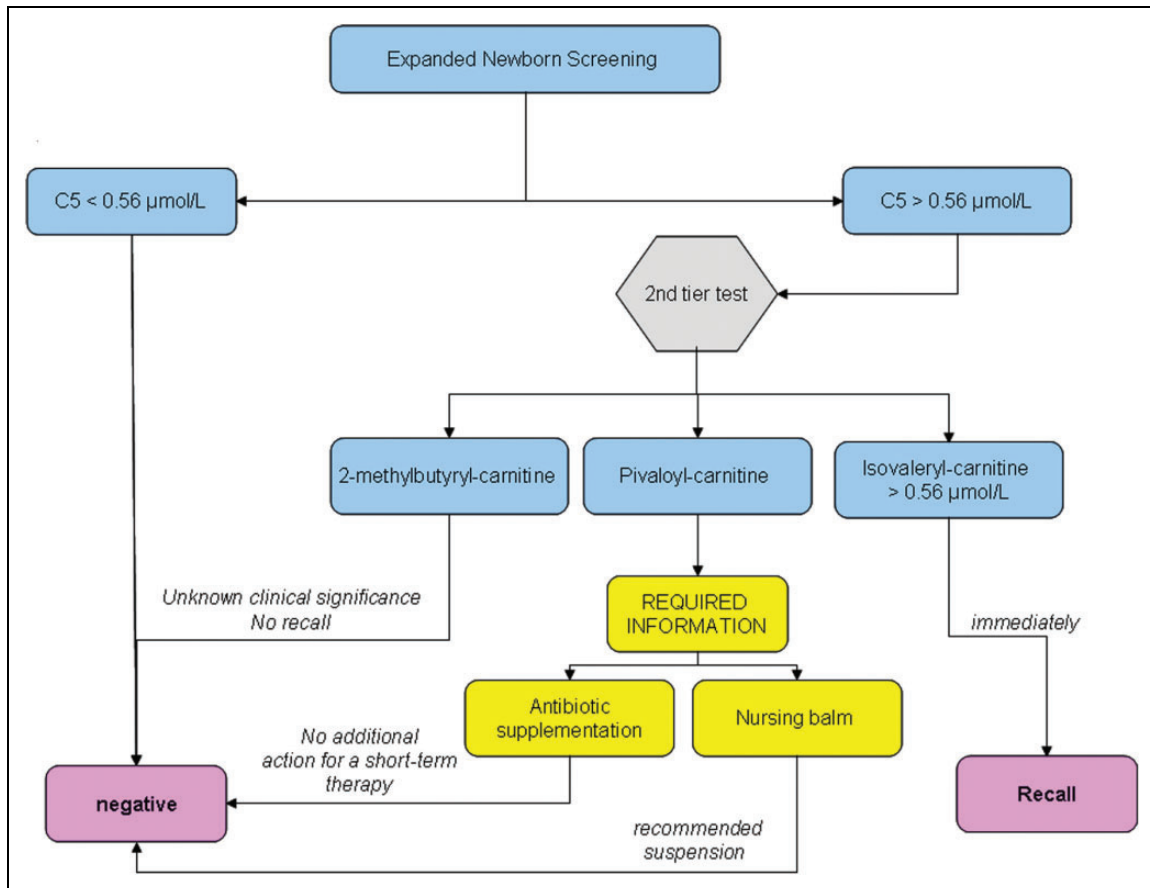 Expanded Newborn Screening
C5 < 0.56 µmol/L
C5 > 0.56 µmol/L
2nd tier test
2-methylbutyryl-carnitine
Pivaloyl-carnitine
Isovaleryl-carnitine
> 0.56 µmol/L
Unknown clinical significance
No recall
REQUIRED
INFORMATION
immediately
Antibiotic
supplementation
Nursing balm
No additional
action for a short-term
therapy
negative
Recall
recommended
suspension